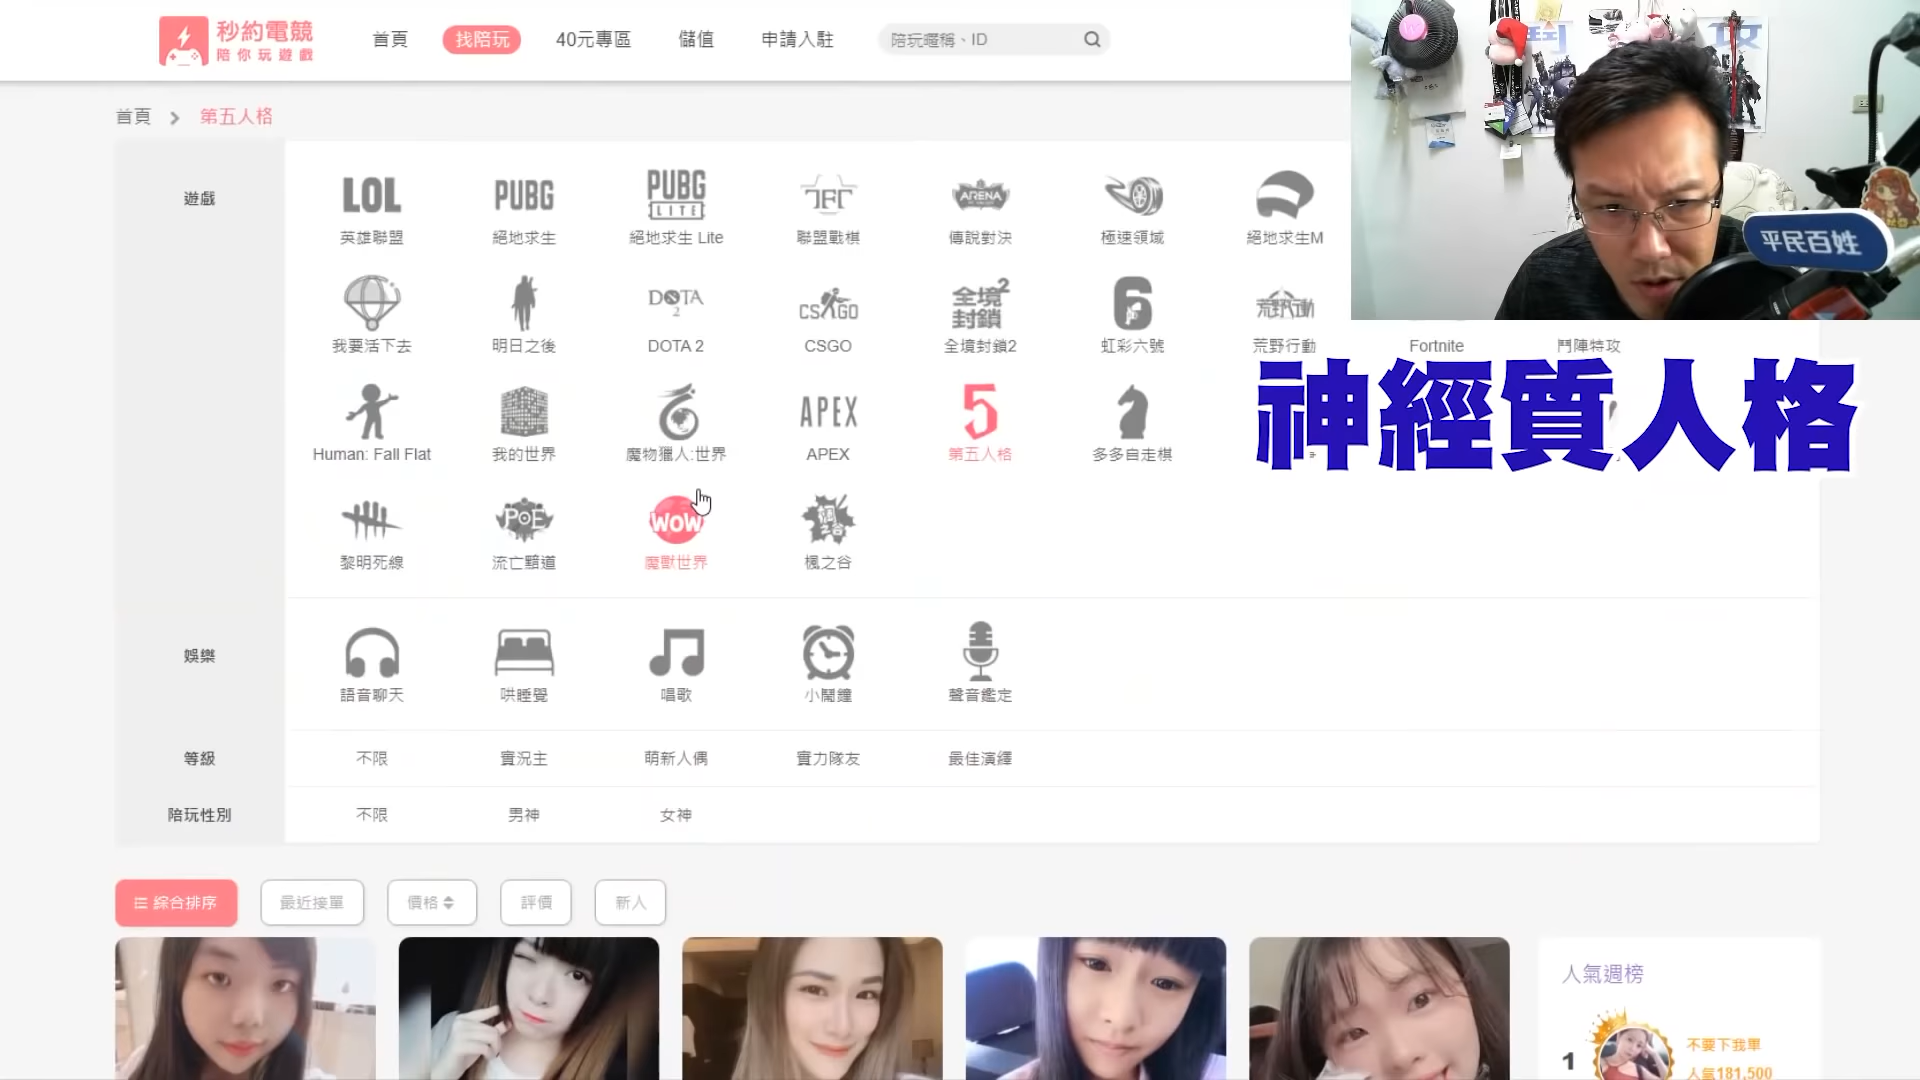 秒約電競
陪你玩遊戲
首頁
找陪玩
40元專區
儲值
申請入駐
陪玩暱稱、ID
首頁
第五人格
遊戲
LOL
PUBG
PUBG
LITE
TFT
ARENA
英雄聯盟
絕地求生
絕地求生 Lite
聯盟戰棋
傳說對決
極速領域
絕地求生M
DOTA
2
CS:GO
全境2
封鎖
6
荒野行動
我要活下去
明日之後
DOTA 2
CSGO
全境封鎖2
虹彩六號
荒野行動
Fortnite
鬥陣特攻
APEX
5
Human: Fall Flat
我的世界
魔物獵人:世界
APEX
第五人格
多多自走棋
神經質人格
PoE
WOW
楓之谷
黎明死線
流亡黯道
魔獸世界
楓之谷
娛樂
語音聊天
哄睡覺
唱歌
小鬧鐘
聲音鑑定
等級
不限
實況主
萌新人偶
實力隊友
最佳演繹
陪玩性別
不限
男神
女神
綜合排序
最近接單
價格
評價
新人
人氣週榜
1
不要下我單
人氣181,500
鬥
攻
平民百姓